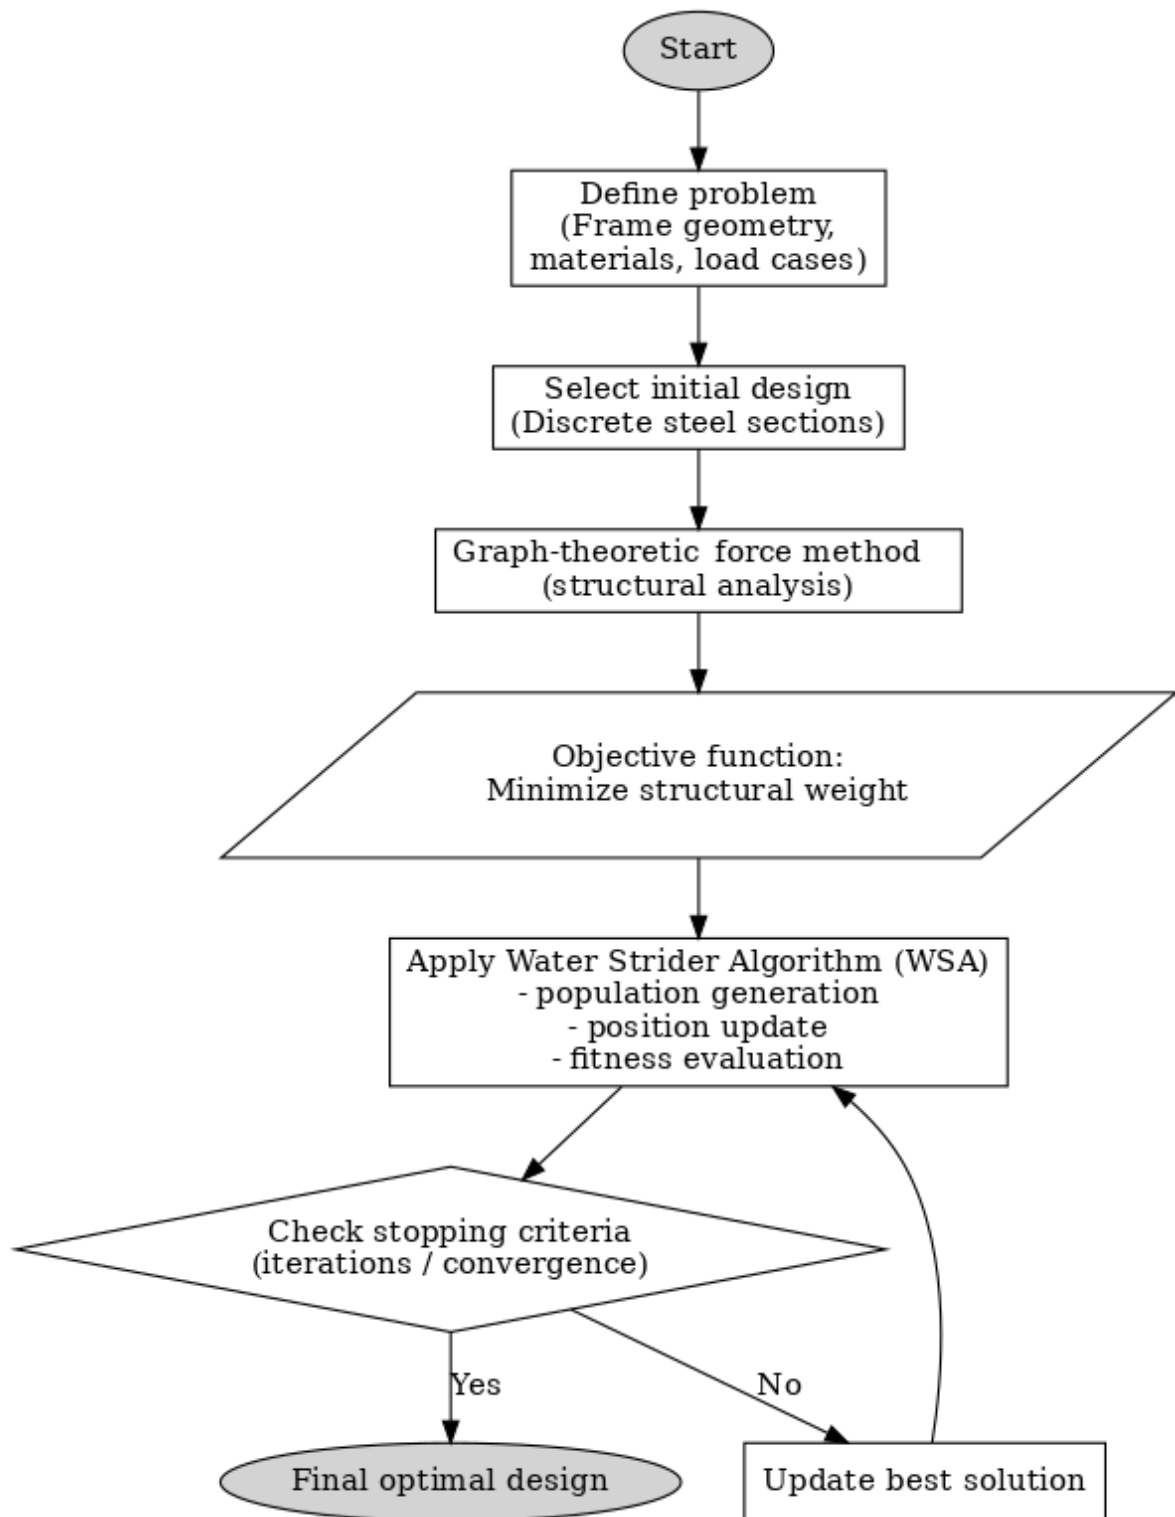 Start
Define problem
(Frame geometry,
materials, load cases)
Select initial design
(Discrete steel sections)
Graph-theoretic force method
(structural analysis)
Objective function:
Minimize structural weight
Apply Water Strider Algorithm (WSA)
- population generation
- position update
- fitness evaluation
Check stopping criteria
(iterations / convergence)
Yes
No
Final optimal design
Update best solution